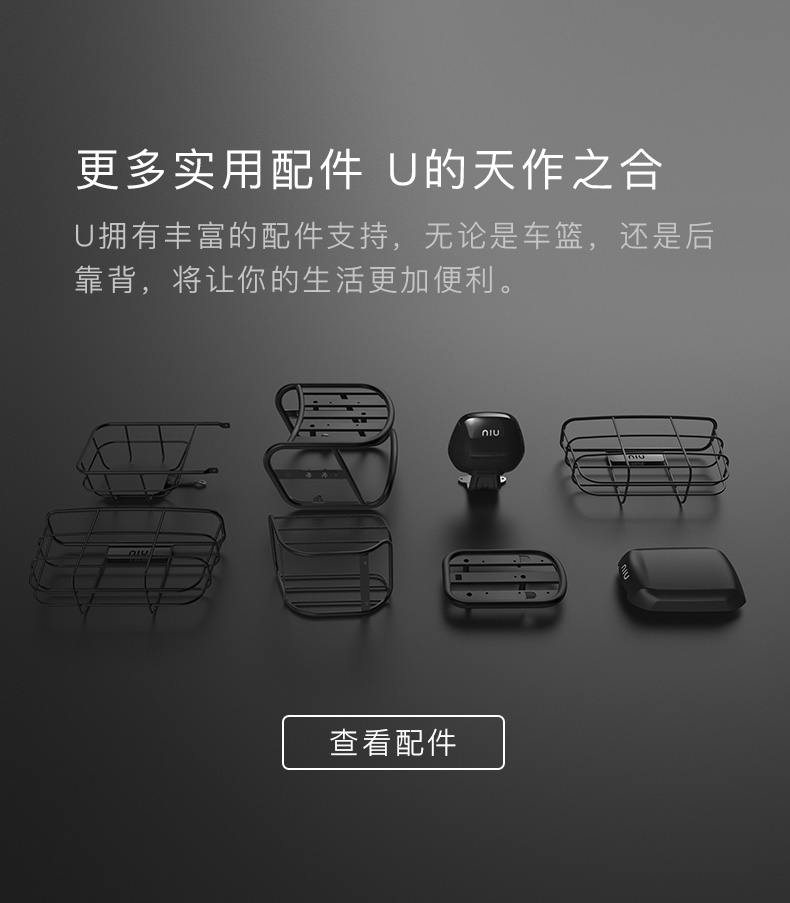 更多实用配件 U的天作之合
U拥有丰富的配件支持，无论是车篮，还是后
靠背，将让你的生活更加便利。
NIU
NIU
NIU
NIU
查看配件